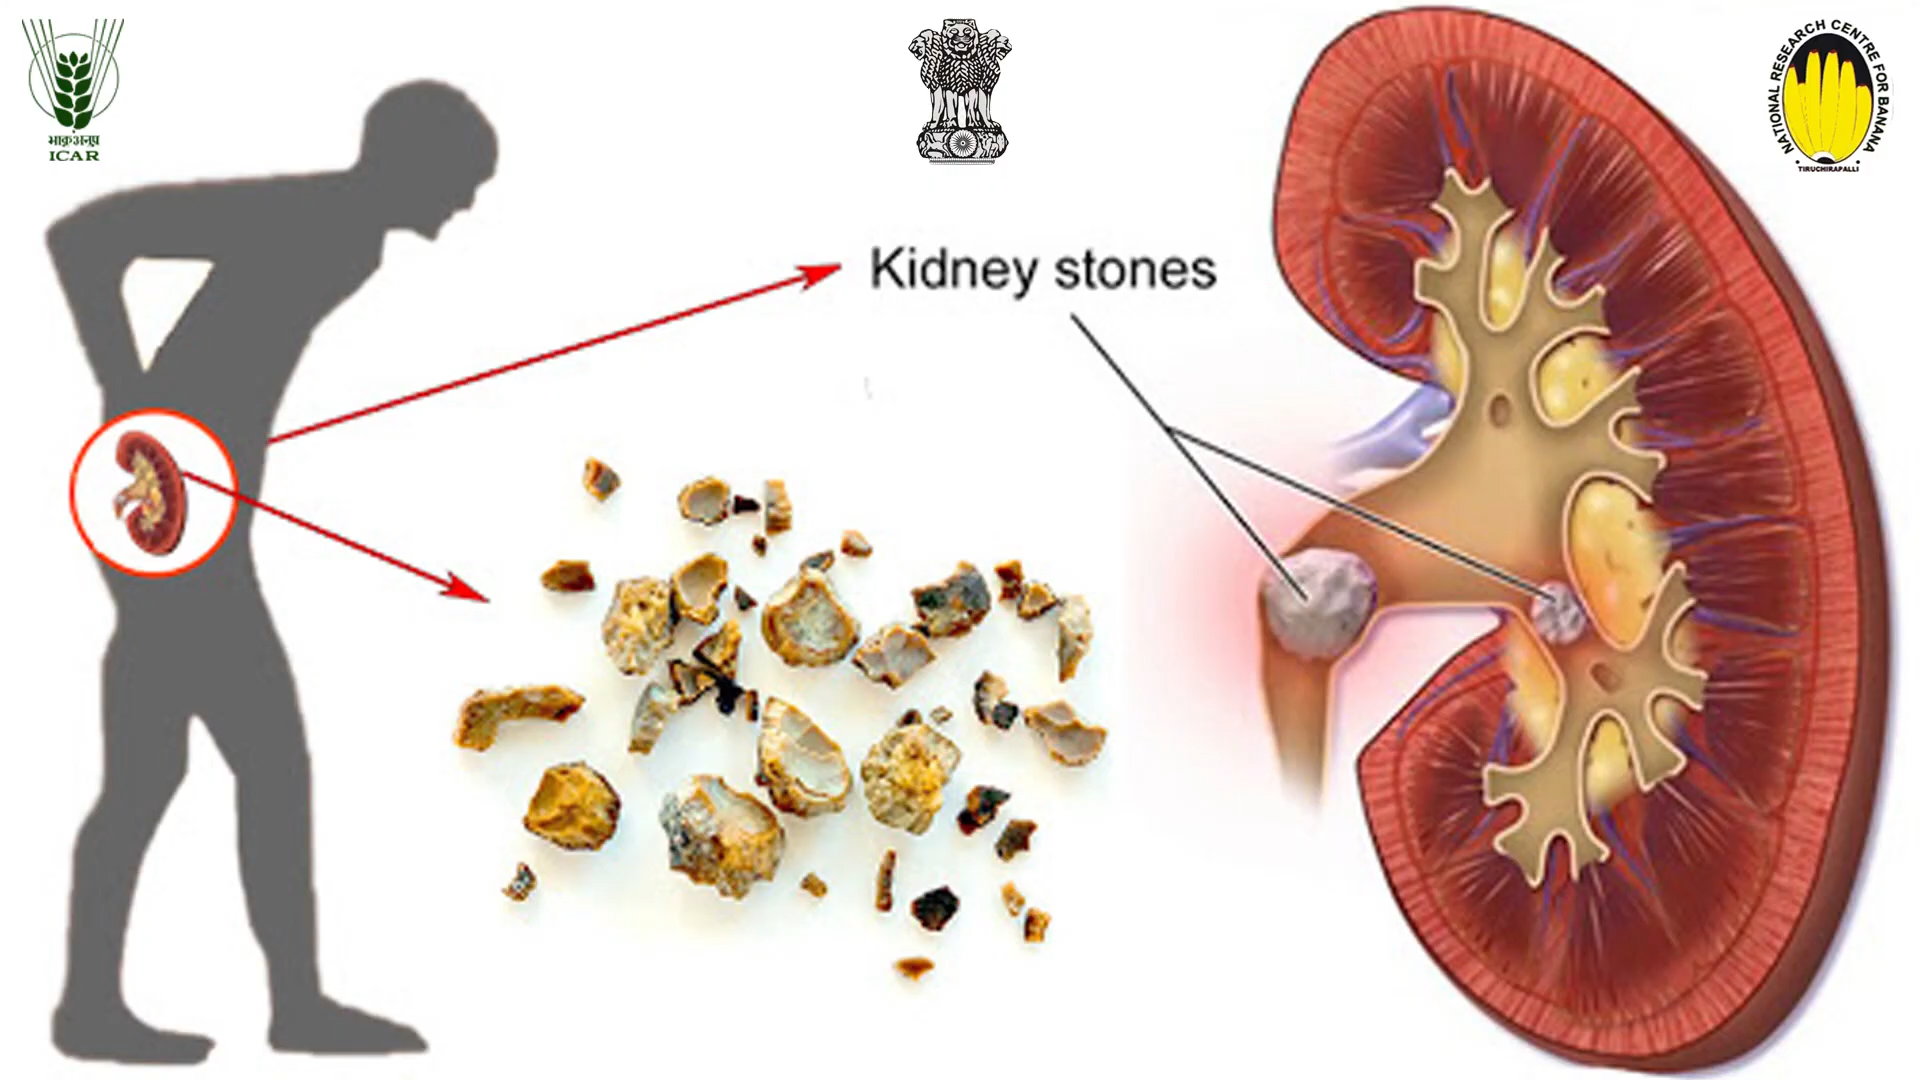 भाकृअनुप
ICAR
NATIONAL RESEARCH CENTRE FOR BANANA
TIRUCHIRAPALLI
Kidney stones